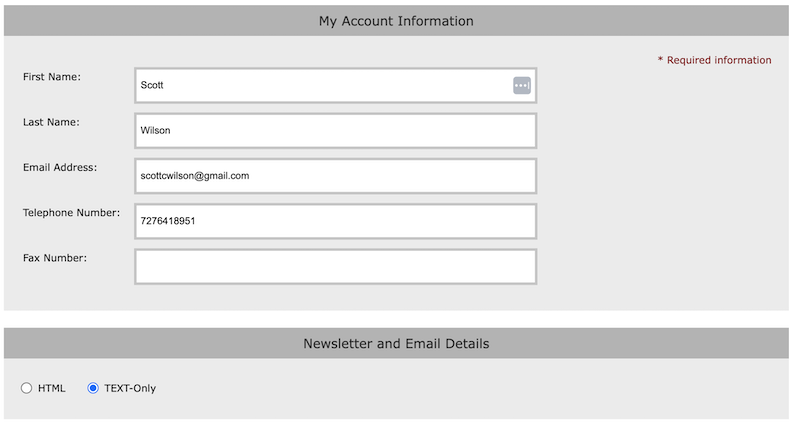 My Account Information
* Required information
First Name:
Scott
Last Name:
Wilson
Email Address:
scottcwilson@gmail.com
Telephone Number:
7276418951
Fax Number:
Newsletter and Email Details
HTML TEXT-Only